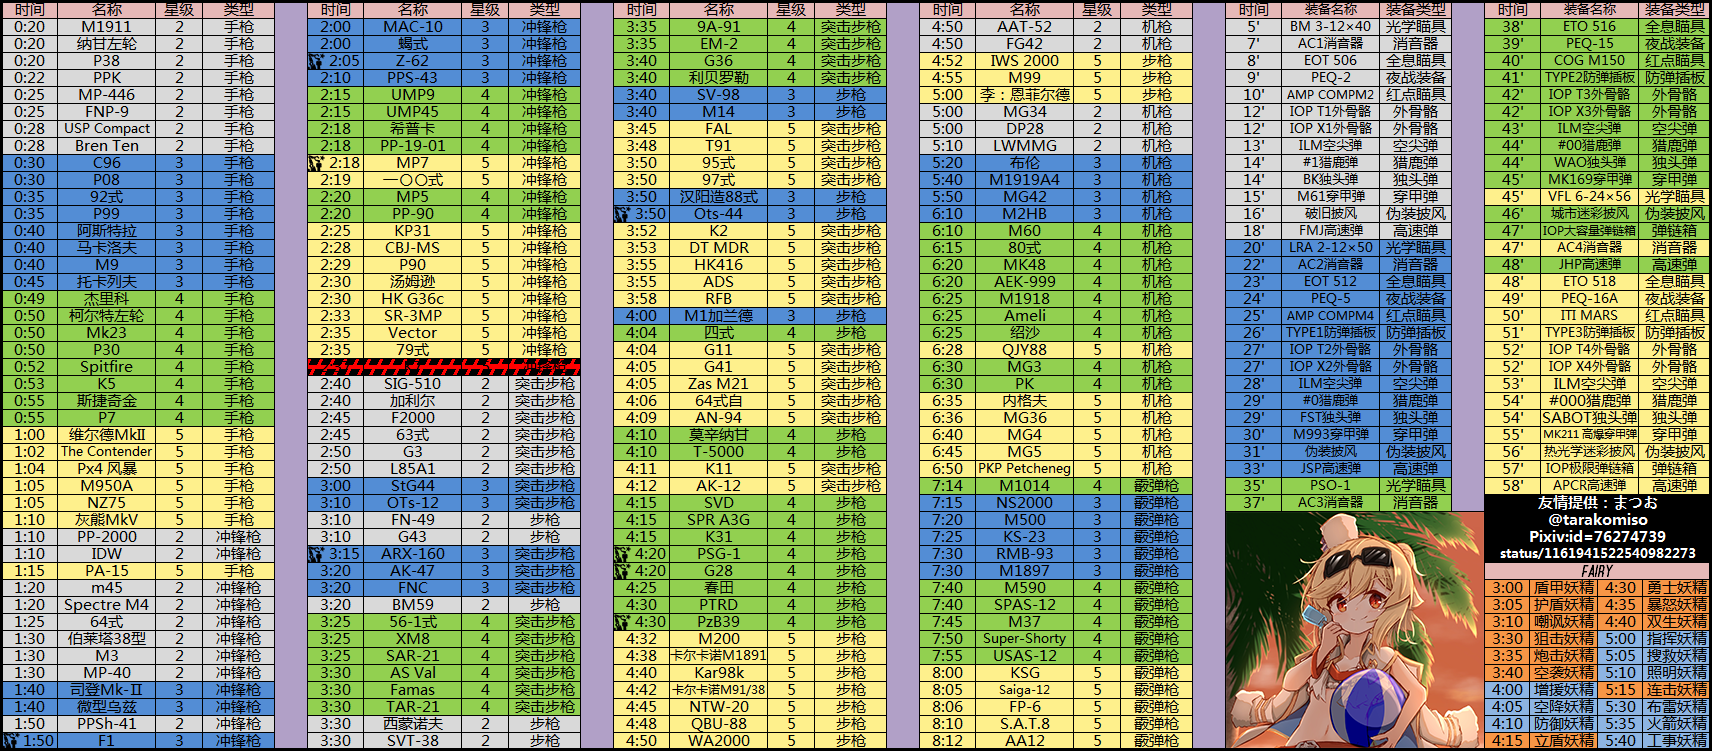 时间 名称 星级 类型
0:20 M1911 2 手枪
0:20 纳甘左轮 2 手枪
0:20 P38 2 手枪
0:22 PPK 2 手枪
0:25 MP-446 2 手枪
0:25 FNP-9 2 手枪
0:28 USP Compact 2 手枪
0:28 Bren Ten 2 手枪
0:30 C96 3 手枪
0:30 P08 3 手枪
0:35 92式 3 手枪
0:35 P99 3 手枪
0:40 阿斯特拉 3 手枪
0:40 马卡洛夫 3 手枪
0:40 M9 3 手枪
0:45 托卡列夫 3 手枪
0:49 杰里科 4 手枪
0:50 柯尔特左轮 4 手枪
0:50 Mk23 4 手枪
0:50 P30 4 手枪
0:52 Spitfire 4 手枪
0:53 K5 4 手枪
0:55 斯捷奇金 4 手枪
0:55 P7 4 手枪
1:00 维尔德MkⅡ 5 手枪
1:02 The Contender 5 手枪
1:04 Px4 风暴 5 手枪
1:05 M950A 5 手枪
1:05 NZ75 5 手枪
1:10 灰熊MkV 5 手枪
1:10 PP-2000 2 冲锋枪
1:10 IDW 2 冲锋枪
1:15 PA-15 5 手枪
1:20 m45 2 冲锋枪
1:20 Spectre M4 2 冲锋枪
1:25 64式 2 冲锋枪
1:30 伯莱塔38型 2 冲锋枪
1:30 M3 2 冲锋枪
1:30 MP-40 2 冲锋枪
1:40 司登Mk-Ⅱ 3 冲锋枪
1:40 微型乌兹 3 冲锋枪
1:50 PPSh-41 2 冲锋枪
1:50 F1 3 冲锋枪
时间 名称 星级 类型
2:00 MAC-10 3 冲锋枪
2:00 蝎式 3 冲锋枪
2:05 Z-62 3 冲锋枪
2:10 PPS-43 3 冲锋枪
2:15 UMP9 4 冲锋枪
2:15 UMP45 4 冲锋枪
2:18 希普卡 4 冲锋枪
2:18 PP-19-01 4 冲锋枪
2:18 MP7 5 冲锋枪
2:19 一〇〇式 5 冲锋枪
2:20 MP5 4 冲锋枪
2:20 PP-90 4 冲锋枪
2:25 KP31 5 冲锋枪
2:28 CBJ-MS 5 冲锋枪
2:29 P90 5 冲锋枪
2:30 汤姆逊 5 冲锋枪
2:30 HK G36c 5 冲锋枪
2:33 SR-3MP 5 冲锋枪
2:35 Vector 5 冲锋枪
2:35 79式 5 冲锋枪
2:40 SIG-510 2 突击步枪
2:40 加利尔 2 突击步枪
2:45 F2000 2 突击步枪
2:45 63式 2 突击步枪
2:50 G3 2 突击步枪
2:50 L85A1 2 突击步枪
3:00 StG44 3 突击步枪
3:10 OTs-12 3 突击步枪
3:10 FN-49 2 步枪
3:10 G43 2 步枪
3:15 ARX-160 3 突击步枪
3:20 AK-47 3 突击步枪
3:20 FNC 3 突击步枪
3:20 BM59 2 步枪
3:25 56-1式 4 突击步枪
3:25 XM8 4 突击步枪
3:25 SAR-21 4 突击步枪
3:30 AS Val 4 突击步枪
3:30 Famas 4 突击步枪
3:30 TAR-21 4 突击步枪
3:30 西蒙诺夫 2 步枪
3:30 SVT-38 2 步枪
时间 名称 星级 类型
3:35 9A-91 4 突击步枪
3:35 EM-2 4 突击步枪
3:40 G36 4 突击步枪
3:40 利贝罗勒 4 突击步枪
3:40 SV-98 3 步枪
3:40 M14 3 步枪
3:45 FAL 5 突击步枪
3:48 T91 5 突击步枪
3:50 95式 5 突击步枪
3:50 97式 5 突击步枪
3:50 汉阳造88式 3 步枪
3:50 Ots-44 3 步枪
3:52 K2 5 突击步枪
3:53 DT MDR 5 突击步枪
3:55 HK416 5 突击步枪
3:55 ADS 5 突击步枪
3:58 RFB 5 突击步枪
4:00 M1加兰德 3 步枪
4:04 四式 4 步枪
4:04 G11 5 突击步枪
4:05 G41 5 突击步枪
4:05 Zas M21 5 突击步枪
4:06 64式自 5 突击步枪
4:09 AN-94 5 突击步枪
4:10 莫辛纳甘 4 步枪
4:10 T-5000 4 步枪
4:11 K11 5 突击步枪
4:12 AK-12 5 突击步枪
4:15 SVD 4 步枪
4:15 SPR A3G 4 步枪
4:15 K31 4 步枪
4:20 PSG-1 4 步枪
4:20 G28 4 步枪
4:25 春田 4 步枪
4:30 PTRD 4 步枪
4:30 PzB39 4 步枪
4:32 M200 5 步枪
4:38 卡尔卡诺M1891 5 步枪
4:40 Kar98k 5 步枪
4:42 卡尔卡诺M91/38 5 步枪
4:45 NTW-20 5 步枪
4:48 QBU-88 5 步枪
4:50 WA2000 5 步枪
时间 名称 星级 类型
4:50 AAT-52 2 机枪
4:50 FG42 2 机枪
4:52 IWS 2000 5 步枪
4:55 M99 5 步枪
5:00 李：恩菲尔德 5 步枪
5:00 MG34 2 机枪
5:00 DP28 2 机枪
5:10 LWMMG 2 机枪
5:20 布伦 3 机枪
5:40 M1919A4 3 机枪
5:50 MG42 3 机枪
6:10 M2HB 3 机枪
6:10 M60 4 机枪
6:15 80式 4 机枪
6:20 MK48 4 机枪
6:20 AEK-999 4 机枪
6:25 M1918 4 机枪
6:25 Ameli 4 机枪
6:25 绍沙 4 机枪
6:28 QJY88 5 机枪
6:30 MG3 4 机枪
6:30 PK 4 机枪
6:35 内格夫 5 机枪
6:36 MG36 5 机枪
6:40 MG4 5 机枪
6:45 MG5 5 机枪
6:50 PKP Petcheneg 5 机枪
7:14 M1014 4 霰弹枪
7:15 NS2000 3 霰弹枪
7:20 M500 3 霰弹枪
7:25 KS-23 3 霰弹枪
7:30 RMB-93 3 霰弹枪
7:30 M1897 3 霰弹枪
7:40 M590 4 霰弹枪
7:40 SPAS-12 4 霰弹枪
7:45 M37 4 霰弹枪
7:50 Super-Shorty 4 霰弹枪
7:55 USAS-12 4 霰弹枪
8:00 KSG 5 霰弹枪
8:05 Saiga-12 5 霰弹枪
8:06 FP-6 5 霰弹枪
8:10 S.A.T.8 5 霰弹枪
8:12 AA12 5 霰弹枪
时间 装备名称 装备类型
5' BM 3-12×40 光学瞄具
7' AC1消音器 消音器
8' EOT 506 全息瞄具
9' PEQ-2 夜战装备
10' AMP COMPM2 红点瞄具
12' IOP T1外骨骼 外骨骼
12' IOP X1外骨骼 外骨骼
13' ILM空尖弹 空尖弹
14' #1猎鹿弹 猎鹿弹
14' BK独头弹 独头弹
15' M61穿甲弹 穿甲弹
16' 破旧披风 伪装披风
18' FMJ高速弹 高速弹
20' LRA 2-12×50 光学瞄具
22' AC2消音器 消音器
23' EOT 512 全息瞄具
24' PEQ-5 夜战装备
25' AMP COMPM4 红点瞄具
26' TYPE1防弹插板 防弹插板
27' IOP T2外骨骼 外骨骼
27' IOP X2外骨骼 外骨骼
28' ILM空尖弹 空尖弹
29' #0猎鹿弹 猎鹿弹
29' FST独头弹 独头弹
30' M993穿甲弹 穿甲弹
31' 伪装披风 伪装披风
33' JSP高速弹 高速弹
35' PSO-1 光学瞄具
37' AC3消音器 消音器
时间 装备名称 装备类型
38' ETO 516 全息瞄具
39' PEQ-15 夜战装备
40' COG M150 红点瞄具
41' TYPE2防弹插板 防弹插板
42' IOP T3外骨骼 外骨骼
42' IOP X3外骨骼 外骨骼
43' ILM空尖弹 空尖弹
44' #00猎鹿弹 猎鹿弹
44' WAO独头弹 独头弹
45' MK169穿甲弹 穿甲弹
45' VFL 6-24×56 光学瞄具
46' 城市迷彩披风 伪装披风
47' IOP大容量弹链箱 弹链箱
47' AC4消音器 消音器
48' JHP高速弹 高速弹
48' ETO 518 全息瞄具
49' PEQ-16A 夜战装备
50' ITI MARS 红点瞄具
51' TYPE3防弹插板 防弹插板
52' IOP T4外骨骼 外骨骼
52' IOP X4外骨骼 外骨骼
53' ILM空尖弹 空尖弹
54' #000猎鹿弹 猎鹿弹
54' SABOT独头弹 独头弹
55' MK211 高爆穿甲弹 穿甲弹
56' 热光学迷彩披风 伪装披风
57' IOP极限弹链箱 弹链箱
58' APCR高速弹 高速弹
友情提供：まつお
@tarakomiso
Pixiv:id=76274739
status/1161941522540982273
FAIRY
3:00 盾甲妖精 4:30 勇士妖精
3:05 护盾妖精 4:35 暴怒妖精
3:10 嘲讽妖精 4:40 双生妖精
3:30 狙击妖精 5:00 指挥妖精
3:35 炮击妖精 5:05 搜救妖精
3:40 空袭妖精 5:10 照明妖精
4:00 增援妖精 5:15 连击妖精
4:05 空降妖精 5:30 布雷妖精
4:10 防御妖精 5:35 火箭妖精
4:15 立盾妖精 5:40 工事妖精